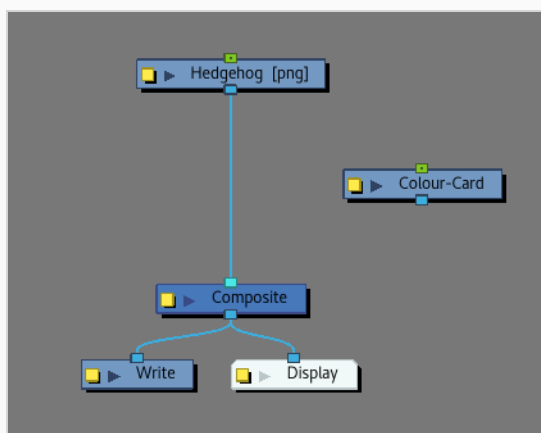 Hedgehog [png]
Colour-Card
Composite
Write
Display